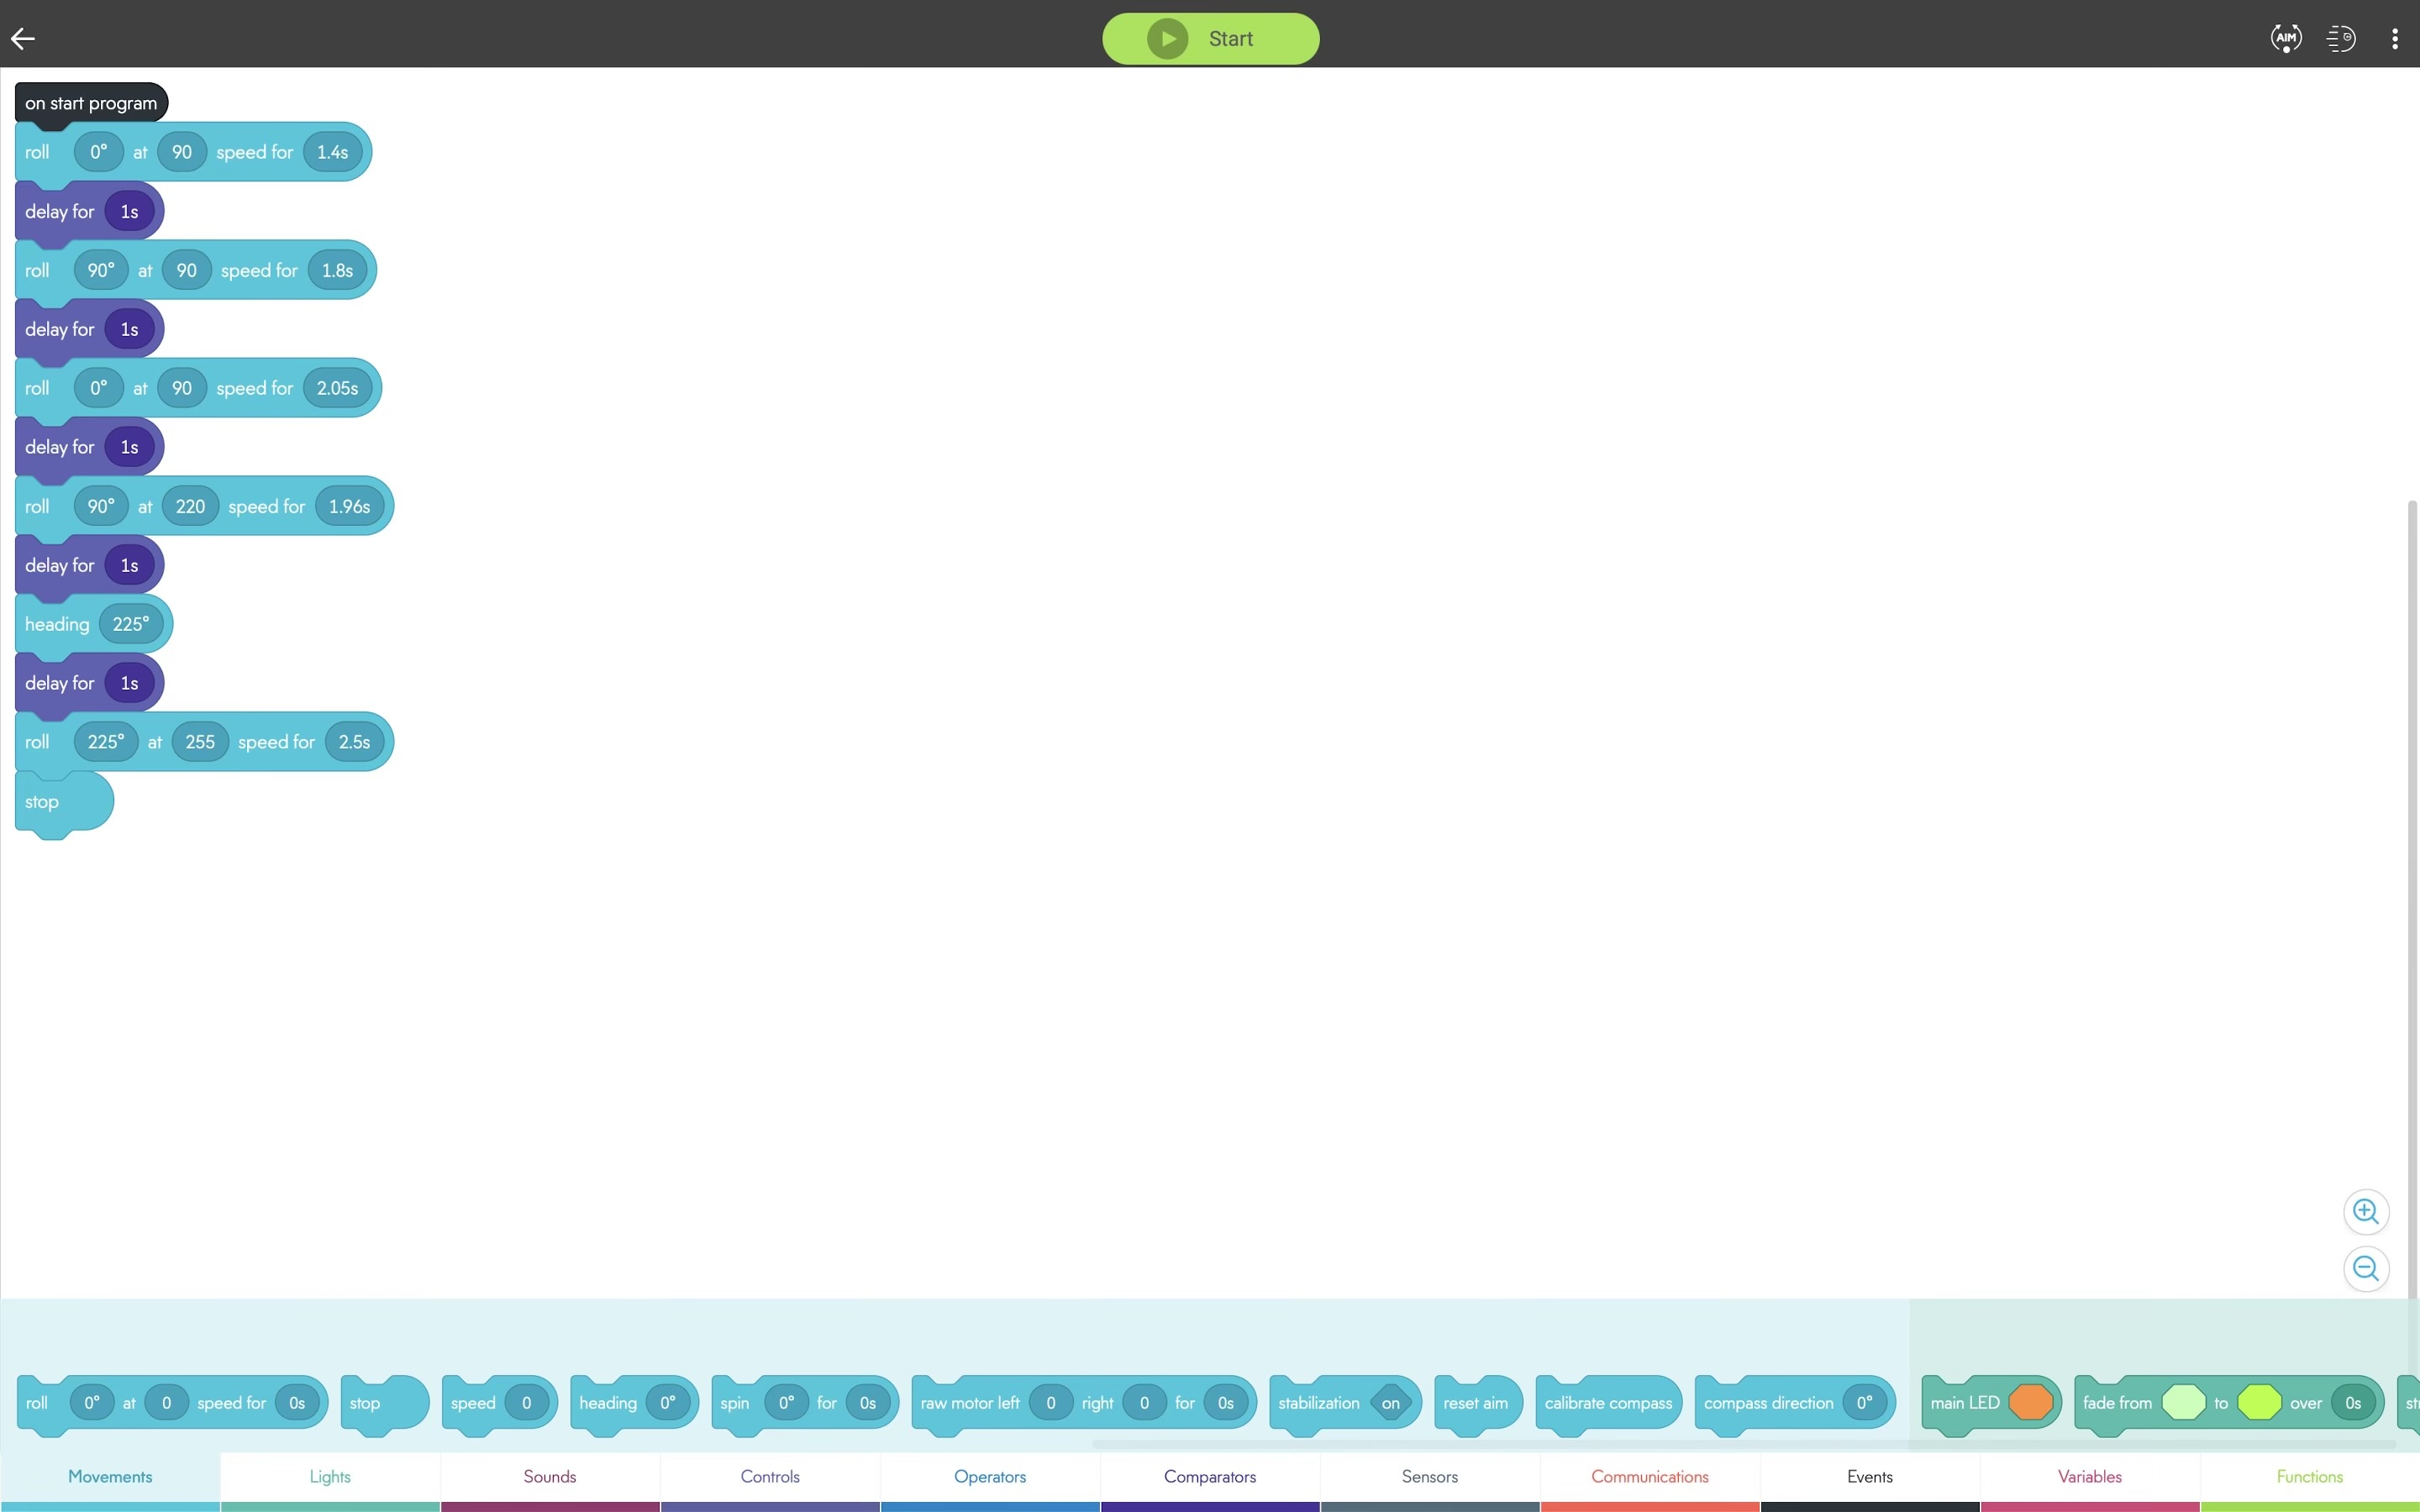 Start
AIM
on start program
roll 0° at 90 speed for 1.4s
delay for 1s
roll 90° at 90 speed for 1.8s
delay for 1s
roll 0° at 90 speed for 2.05s
delay for 1s
roll 90° at 220 speed for 1.96s
delay for 1s
heading 225°
delay for 1s
roll 225° at 255 speed for 2.5s
stop
roll 0° at 0 speed for 0s stop speed 0 heading 0° spin 0° for 0s raw motor left 0 right 0 for 0s stabilization on reset aim calibrate compass compass direction 0° main LED fade from to over 0s
Movements Lights Sounds Controls Operators Comparators Sensors Communications Events Variables Functions